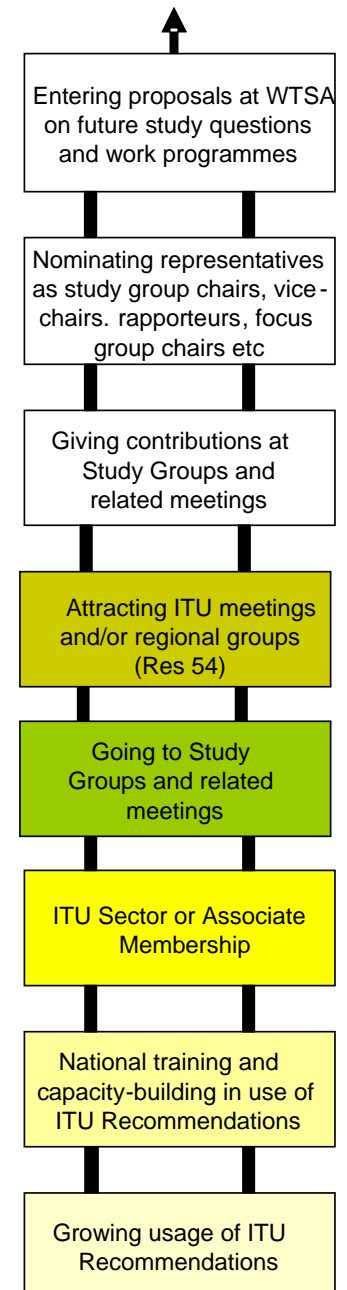 Entering proposals at WTSA
on future study questions
and work programmes
Nominating representatives
as study group chairs, vice-
chairs. rapporteurs, focus
group chairs etc
Giving contributions at
Study Groups and
related meetings
Attracting ITU meetings
and/or regional groups
(Res 54)
Going to Study
Groups and related
meetings
ITU Sector or Associate
Membership
National training and
capacity-building in use of
ITU Recommendations
Growing usage of ITU
Recommendations